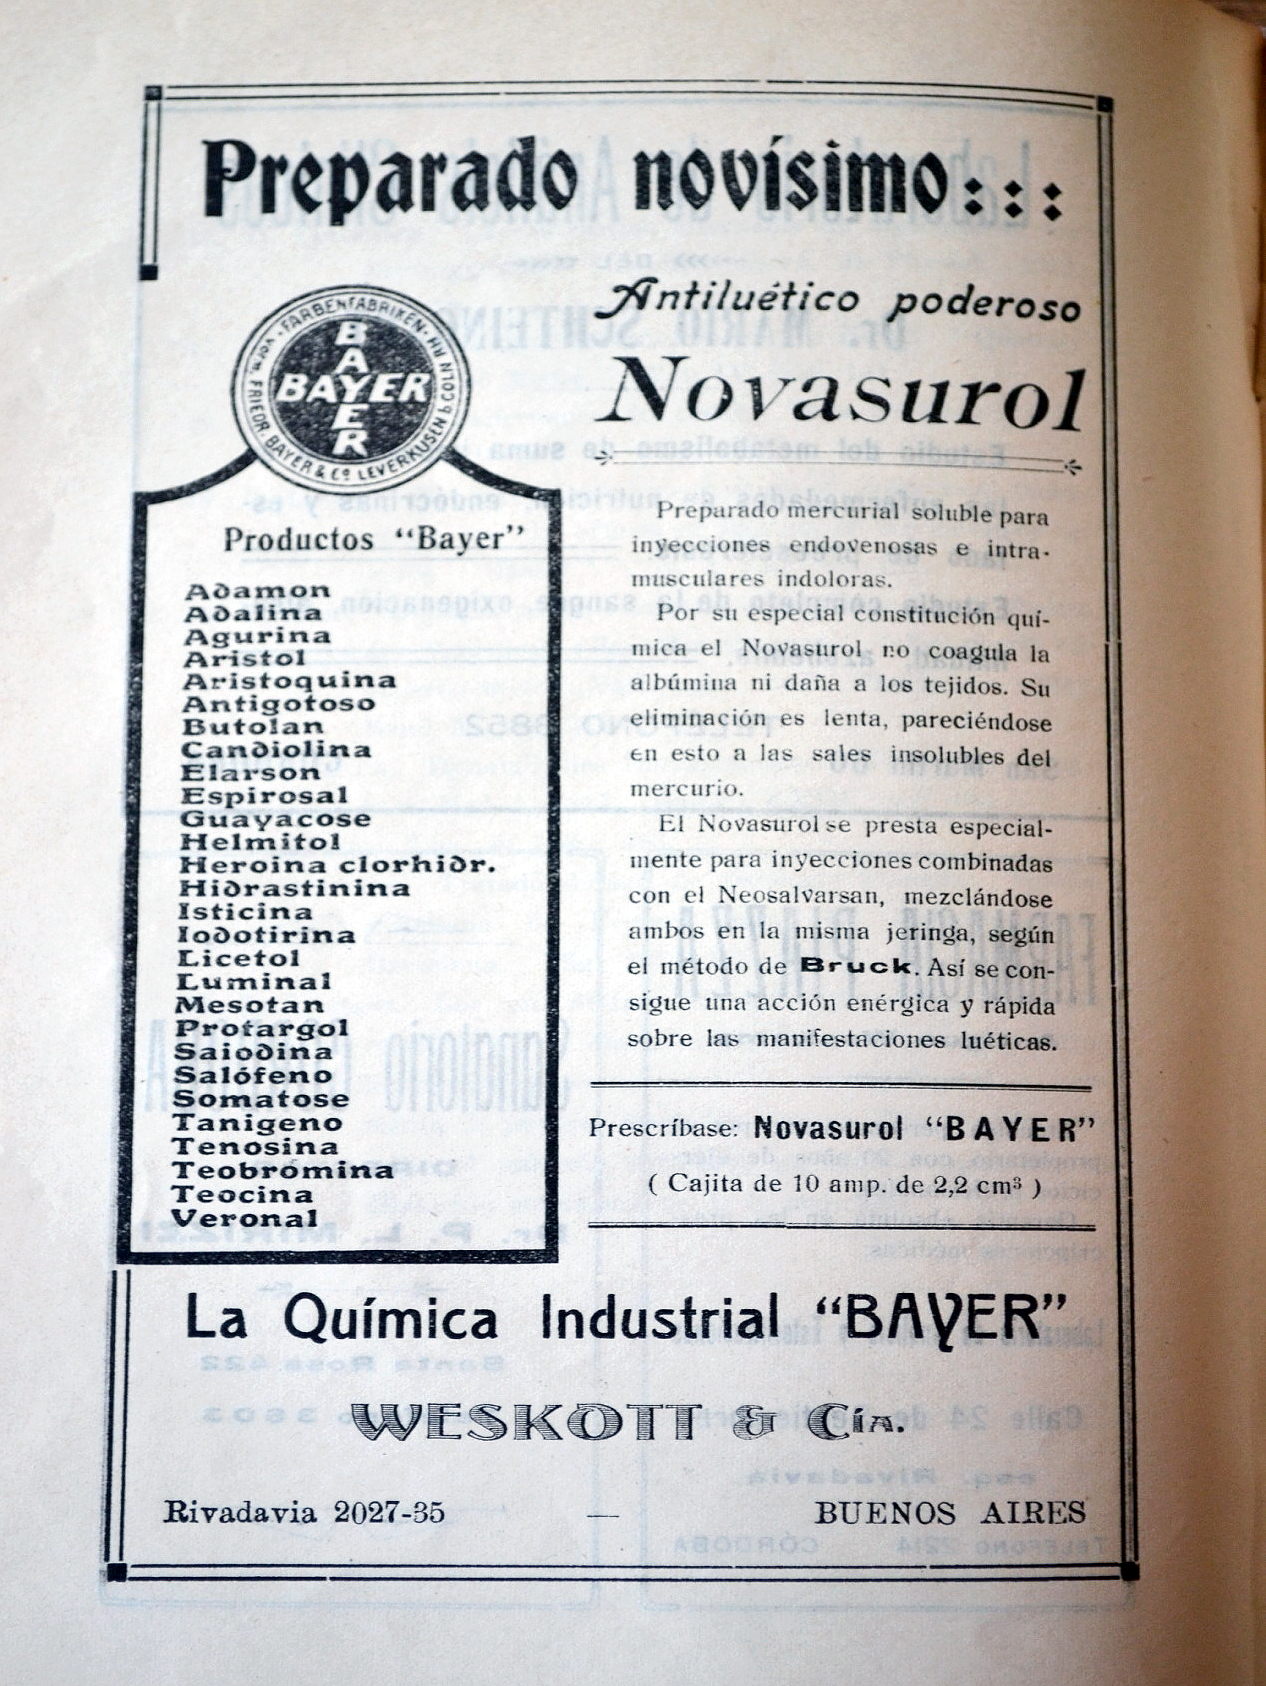 Preparado novísimo:::
FARBENFABRIKEN
vorm. FRIEDR. BAYER & Co. LEVERKUSEN b. COLN RH.
BAYER
BAYER
Antiluético poderoso
Novasurol
Productos “Bayer”
Adamon
Adalina
Agurina
Aristol
Aristoquina
Antigotoso
Butolan
Candiolina
Elarson
Espirosal
Guayacose
Helmitol
Heroina clorhidr.
Hidrastinina
Isticina
Iodotirina
Licetol
Luminal
Mesotan
Protargol
Saiodina
Salófeno
Somatose
Tanigeno
Tenosina
Teobromina
Teocina
Veronal
Preparado mercurial soluble para
inyecciones endovenosas e intra-
musculares indoloras.
Por su especial constitución quí-
mica el Novasurol no coagula la
albúmina ni daña a los tejidos. Su
eliminación es lenta, pareciéndose
en esto a las sales insolubles del
mercurio.
El Novasurol se presta especial-
mente para inyecciones combinadas
con el Neosalvarsan, mezclándose
ambos en la misma jeringa, según
el método de Bruck. Así se con-
sigue una acción enérgica y rápida
sobre las manifestaciones luéticas.
Prescríbase: Novasurol “BAYER”
( Cajita de 10 amp. de 2,2 cm³ )
La Química Industrial “BAYER”
WESKOTT & Cía.
Rivadavia 2027-35 — BUENOS AIRES